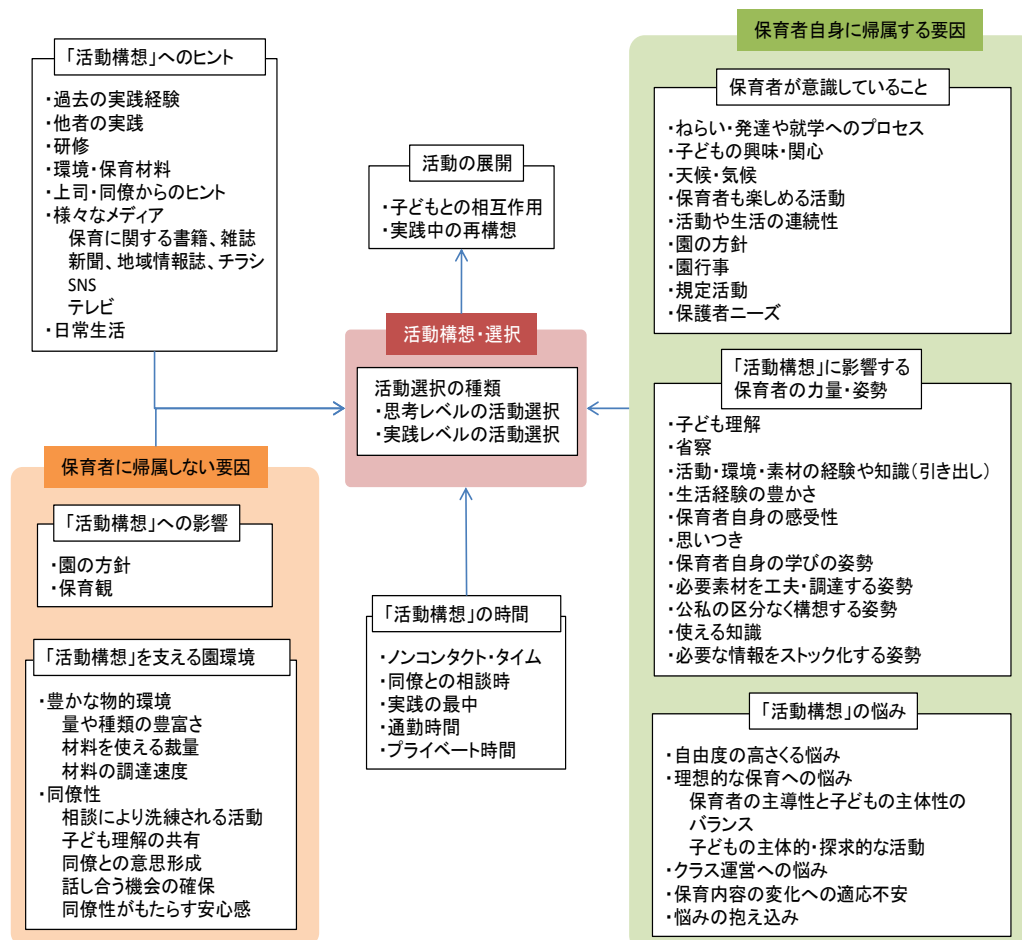 「活動構想」へのヒント
・過去の実践経験
・他者の実践
・研修
・環境・保育材料
・上司・同僚からのヒント
・様々なメディア
保育に関する書籍、雑誌
新聞、地域情報誌、チラシ
SNS
テレビ
・日常生活
保育者に帰属しない要因
「活動構想」への影響
・園の方針
・保育観
「活動構想」を支える園環境
・豊かな物的環境
量や種類の豊富さ
材料を使える裁量
材料の調達速度
・同僚性
相談により洗練される活動
子ども理解の共有
同僚との意思形成
話し合う機会の確保
同僚性がもたらす安心感
活動の展開
・子どもとの相互作用
・実践中の再構想
活動構想・選択
活動選択の種類
・思考レベルの活動選択
・実践レベルの活動選択
「活動構想」の時間
・ノンコンタクト・タイム
・同僚との相談時
・実践の最中
・通勤時間
・プライベート時間
保育者自身に帰属する要因
保育者が意識していること
・ねらい・発達や就学へのプロセス
・子どもの興味・関心
・天候・気候
・保育者も楽しめる活動
・活動や生活の連続性
・園の方針
・園行事
・規定活動
・保護者ニーズ
「活動構想」に影響する
保育者の力量・姿勢
・子ども理解
・省察
・活動・環境・素材の経験や知識(引き出し)
・生活経験の豊かさ
・保育者自身の感受性
・思いつき
・保育者自身の学びの姿勢
・必要素材を工夫・調達する姿勢
・公私の区分なく構想する姿勢
・使える知識
・必要な情報をストック化する姿勢
「活動構想」の悩み
・自由度の高さくる悩み
・理想的な保育への悩み
保育者の主導性と子どもの主体性の
バランス
子どもの主体的・探求的な活動
・クラス運営への悩み
・保育内容の変化への適応不安
・悩みの抱え込み